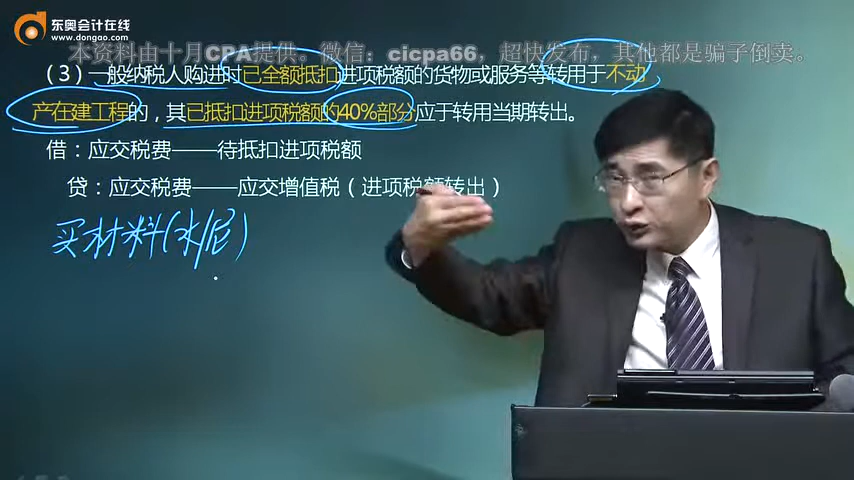 东奥会计在线
www.dongao.com
本资料由十月CPA提供。微信：cicpa66，超快发布，其他都是骗子倒卖。
（3）一般纳税人购进时已全额抵扣进项税额的货物或服务等转用于不动
产在建工程的，其已抵扣进项税额的40%部分应于转用当期转出。
借：应交税费——待抵扣进项税额
贷：应交税费——应交增值税（进项税额转出）
买材料(水泥)